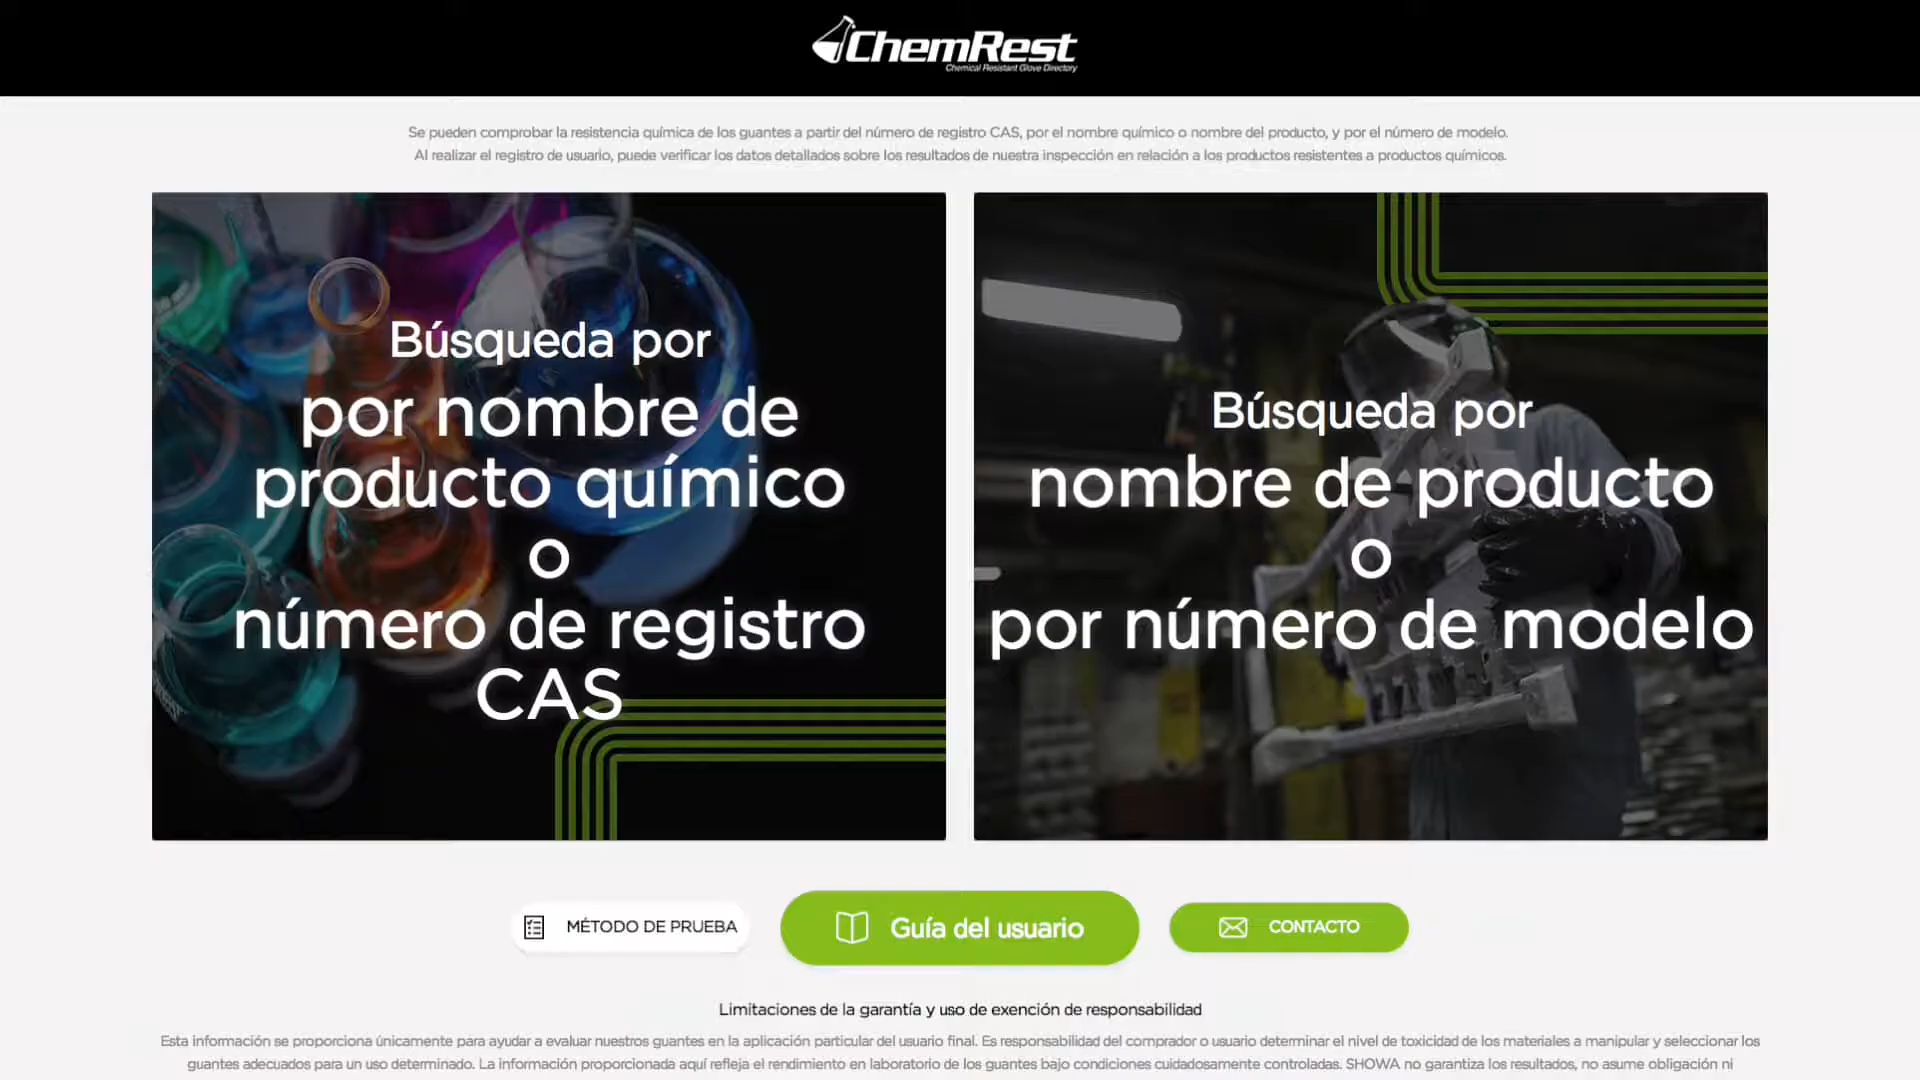 ChemRest
Chemical Resistant Glove Directory
Se pueden comprobar la resistencia química de los guantes a partir del número de registro CAS, por el nombre químico o nombre del producto, y por el número de modelo.
Al realizar el registro de usuario, puede verificar los datos detallados sobre los resultados de nuestra inspección en relación a los productos resistentes a productos químicos.
Búsqueda por
por nombre de
producto químico
o
número de registro
CAS
Búsqueda por
nombre de producto
o
por número de modelo
MÉTODO DE PRUEBA
Guía del usuario
CONTACTO
Limitaciones de la garantía y uso de exención de responsabilidad
Esta información se proporciona únicamente para ayudar a evaluar nuestros guantes en la aplicación particular del usuario final. Es responsabilidad del comprador o usuario determinar el nivel de toxicidad de los materiales a manipular y seleccionar los
guantes adecuados para un uso determinado. La información proporcionada aquí refleja el rendimiento en laboratorio de los guantes bajo condiciones cuidadosamente controladas. SHOWA no garantiza los resultados, no asume obligación ni